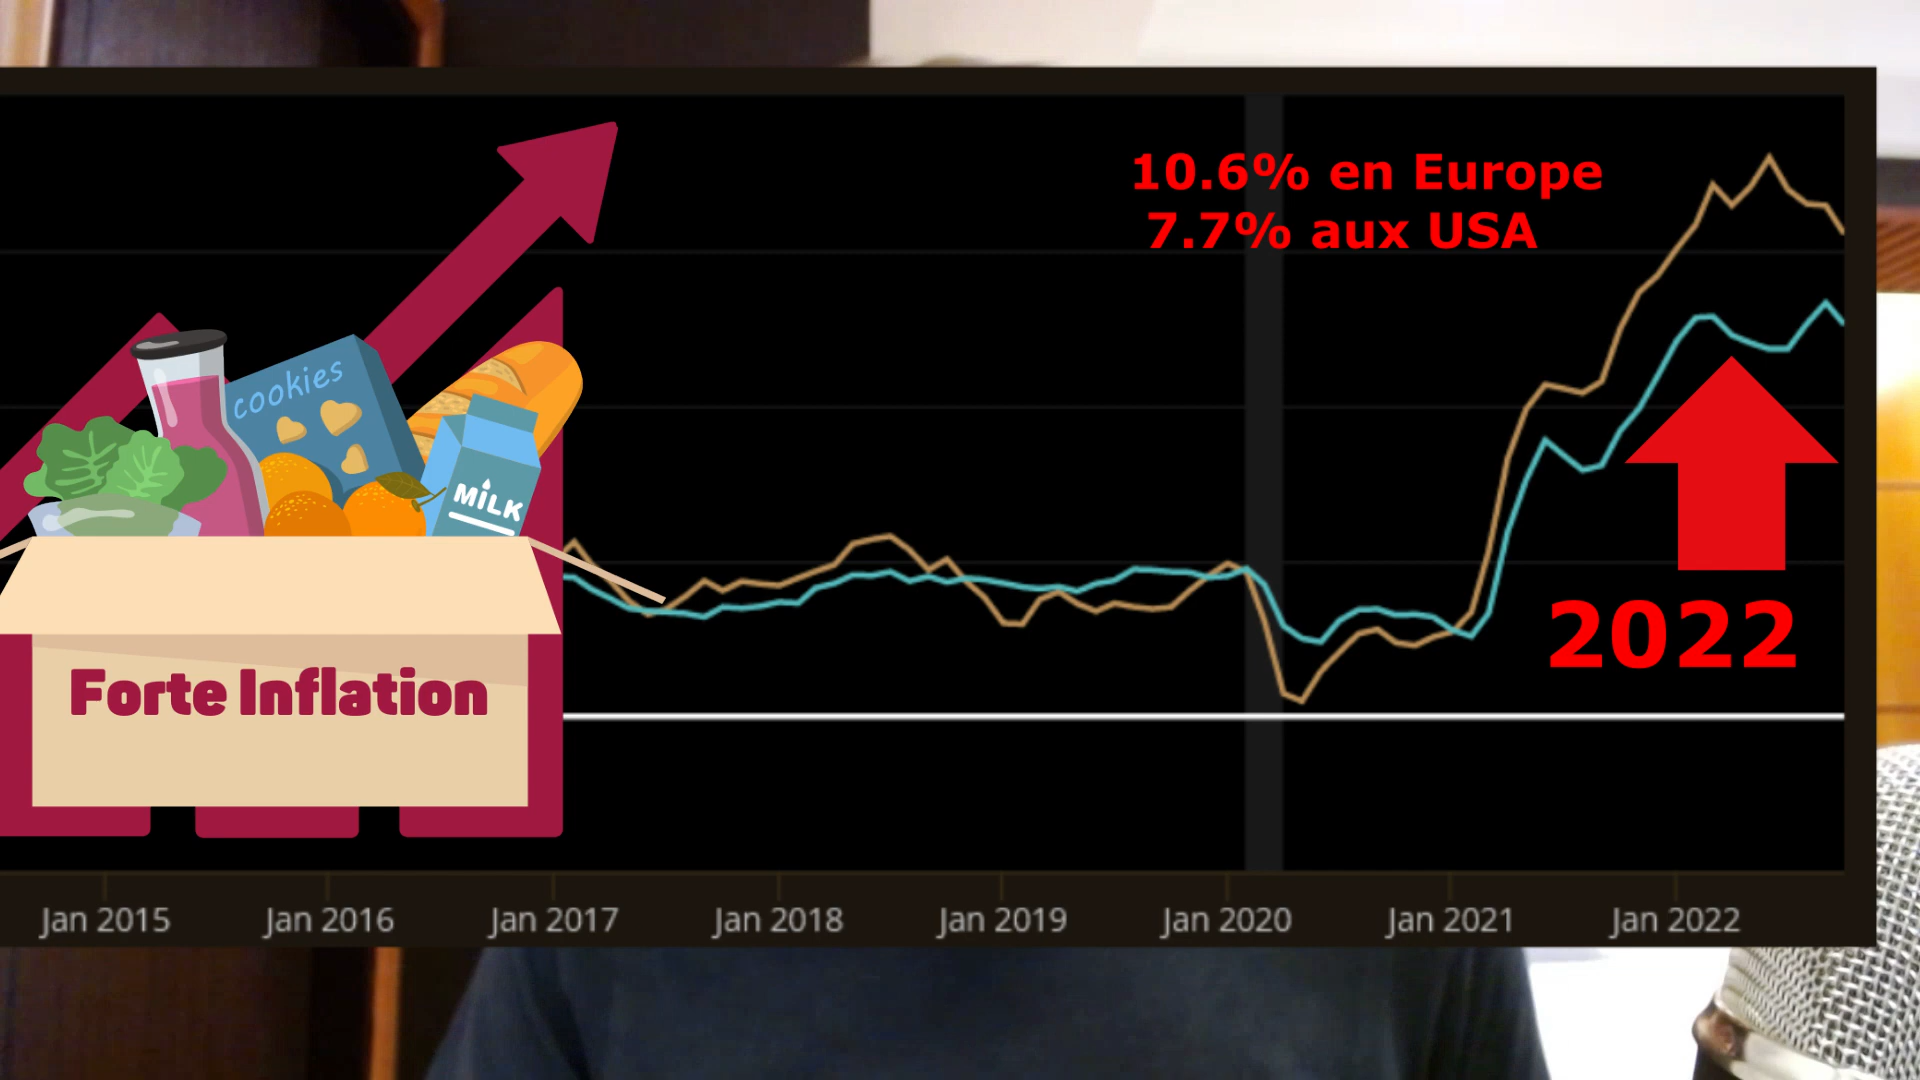 10.6% en Europe
7.7% aux USA
cookies
MiLK
2022
Forte Inflation
Jan 2015
Jan 2016
Jan 2017
Jan 2018
Jan 2019
Jan 2020
Jan 2021
Jan 2022